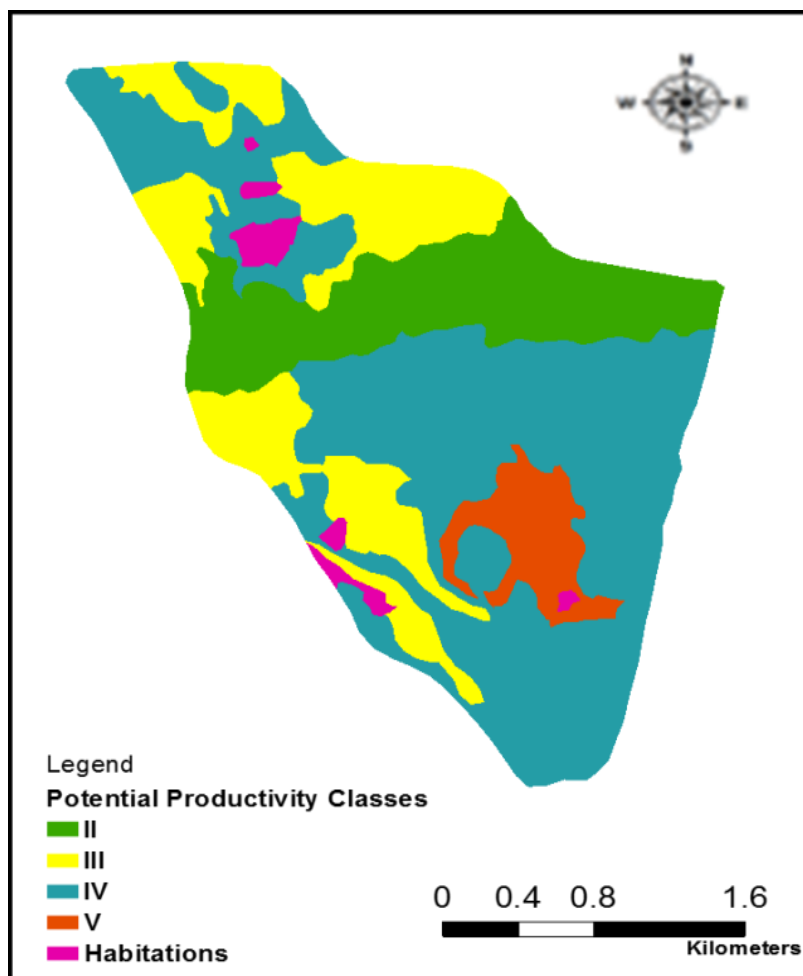 N
W E
S
Legend
Potential Productivity Classes
II
III
IV
V
Habitations
0 0.4 0.8 1.6
Kilometers